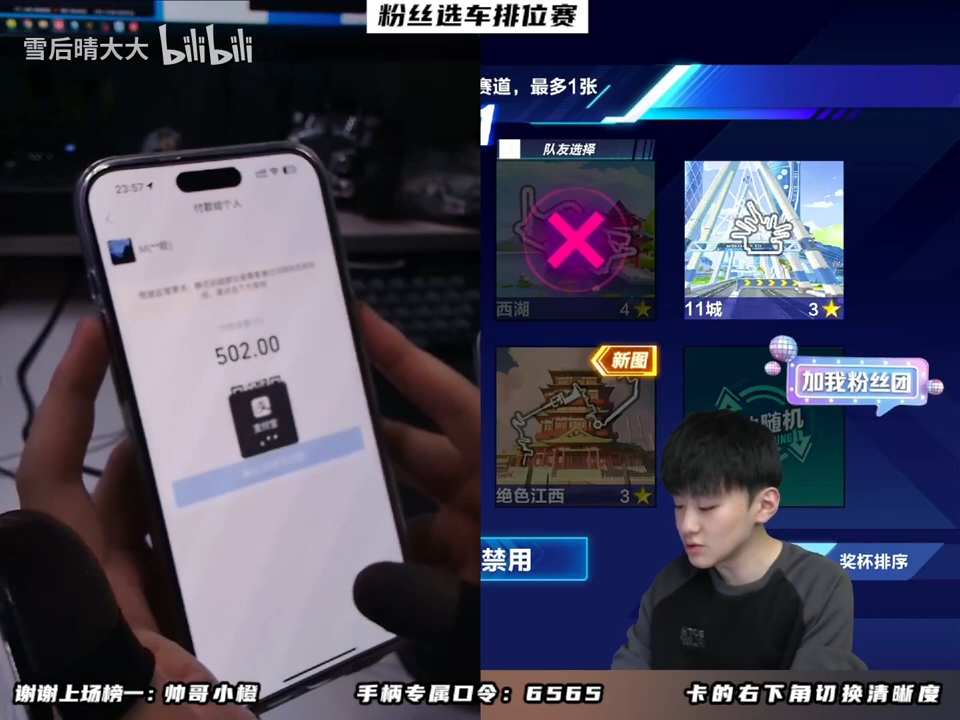 粉丝选车排位赛
雪后晴大大 bilibili
23:57
付款给个人
502.00
支付宝
赛道，最多1张
队友选择
西湖
4
11城
3
新图
绝色江西
3
加我粉丝团
随机
禁用
奖杯排序
谢谢上场榜一：帅哥小橙
手柄专属口令：6565
卡的右下角切换清晰度